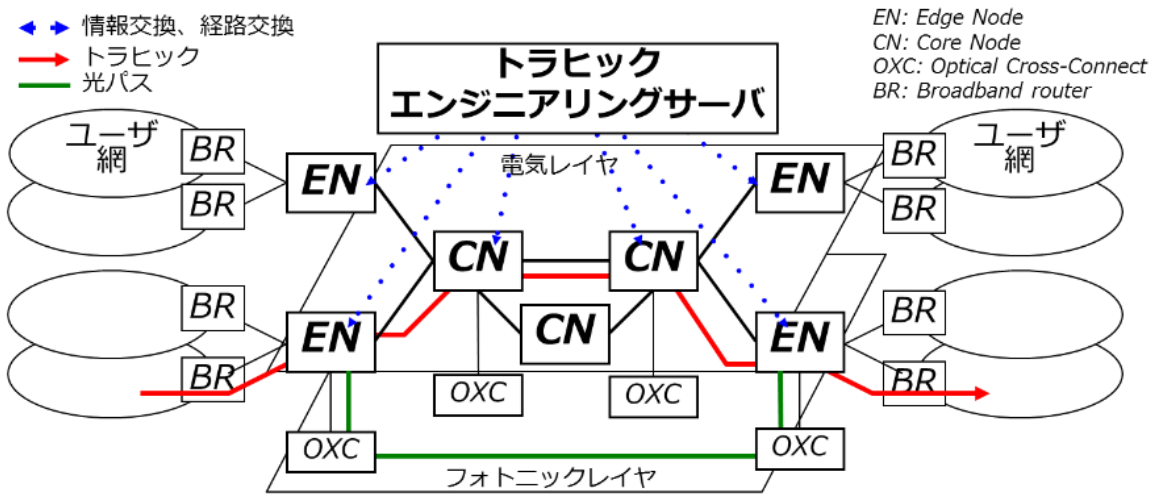 情報交換、経路交換
トラヒック
光パス
EN: Edge Node
CN: Core Node
OXC: Optical Cross-Connect
BR: Broadband router
トラヒック
エンジニアリングサーバ
ユーザ
網
BR
BR
EN
電気レイヤ
EN
BR
BR
ユーザ
網
CN
CN
BR
BR
EN
CN
EN
BR
BR
OXC
OXC
OXC
OXC
フォトニックレイヤ